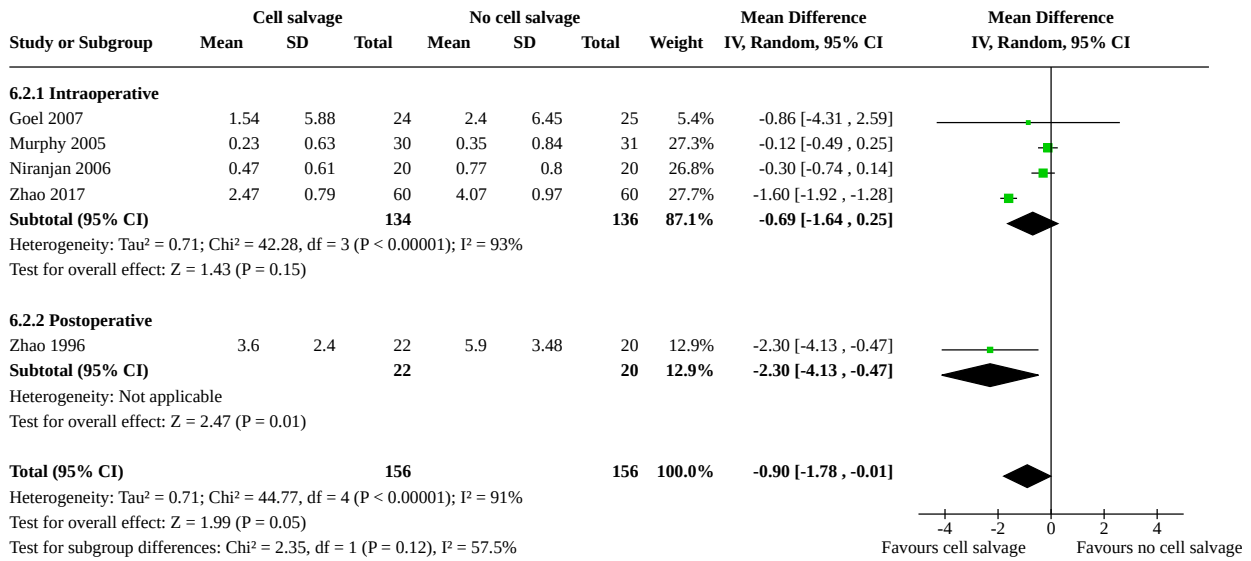 Cell salvage No cell salvage Mean Difference Mean Difference
Study or Subgroup Mean SD Total Mean SD Total Weight IV, Random, 95% CI IV, Random, 95% CI
6.2.1 Intraoperative
Goel 2007 1.54 5.88 24 2.4 6.45 25 5.4% -0.86 [-4.31 , 2.59]
Murphy 2005 0.23 0.63 30 0.35 0.84 31 27.3% -0.12 [-0.49 , 0.25]
Niranjan 2006 0.47 0.61 20 0.77 0.8 20 26.8% -0.30 [-0.74 , 0.14]
Zhao 2017 2.47 0.79 60 4.07 0.97 60 27.7% -1.60 [-1.92 , -1.28]
Subtotal (95% CI) 134 136 87.1% -0.69 [-1.64 , 0.25]
Heterogeneity: Tau² = 0.71; Chi² = 42.28, df = 3 (P < 0.00001); I² = 93%
Test for overall effect: Z = 1.43 (P = 0.15)
6.2.2 Postoperative
Zhao 1996 3.6 2.4 22 5.9 3.48 20 12.9% -2.30 [-4.13 , -0.47]
Subtotal (95% CI) 22 20 12.9% -2.30 [-4.13 , -0.47]
Heterogeneity: Not applicable
Test for overall effect: Z = 2.47 (P = 0.01)
Total (95% CI) 156 156 100.0% -0.90 [-1.78 , -0.01]
Heterogeneity: Tau² = 0.71; Chi² = 44.77, df = 4 (P < 0.00001); I² = 91%
Test for overall effect: Z = 1.99 (P = 0.05)
Test for subgroup differences: Chi² = 2.35, df = 1 (P = 0.12), I² = 57.5%
-4 -2 0 2 4
Favours cell salvage Favours no cell salvage